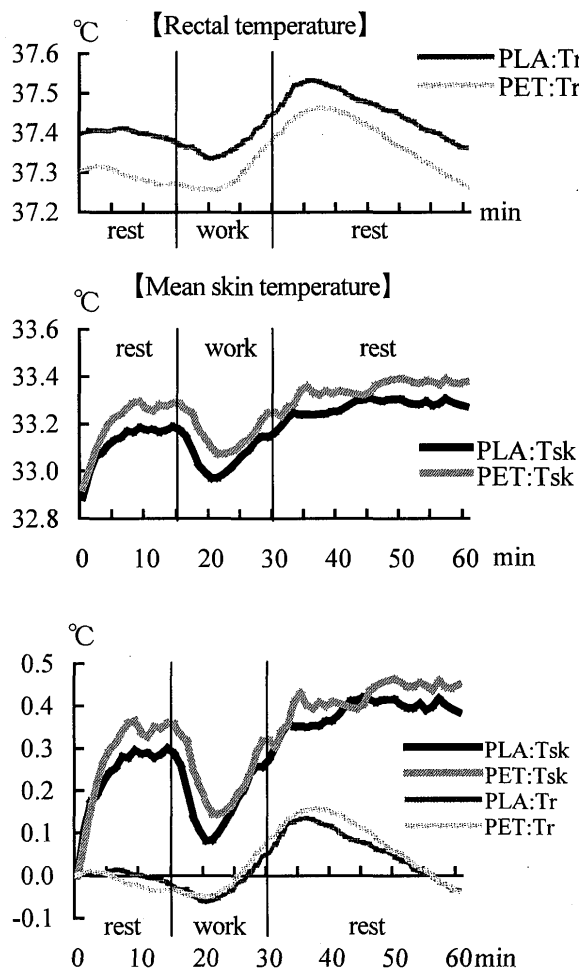 【Rectal temperature】
℃
37.6
37.5
37.4
37.3
37.2
PLA:Tr
PET:Tr
min
rest work rest
【Mean skin temperature】
℃
33.6
33.4
33.2
33.0
32.8
rest work rest
PLA:Tsk
PET:Tsk
0 10 20 30 40 50 60 min
℃
0.5
0.4
0.3
0.2
0.1
0.0
-0.1
PLA:Tsk
PET:Tsk
PLA:Tr
PET:Tr
rest work rest
0 10 20 30 40 50 60 min